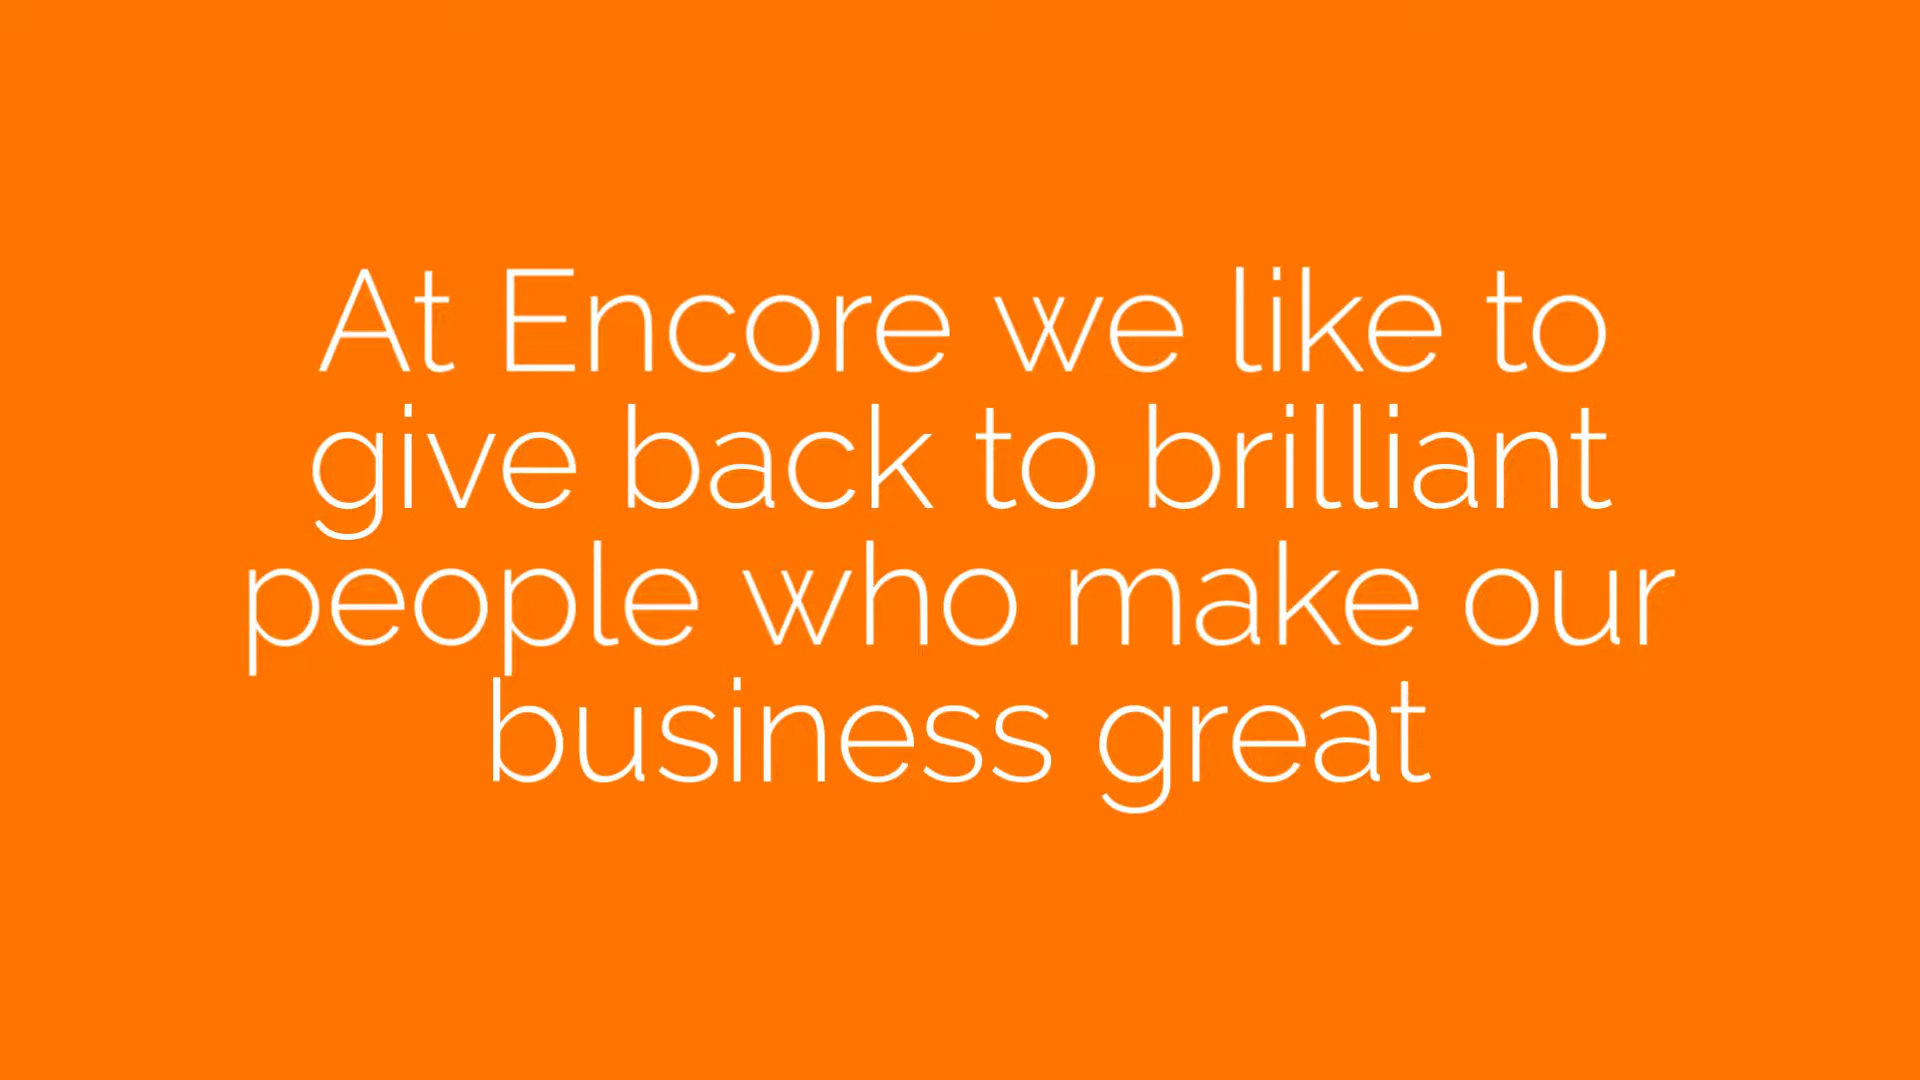 At Encore we like to
give back to brilliant
people who make our
business great